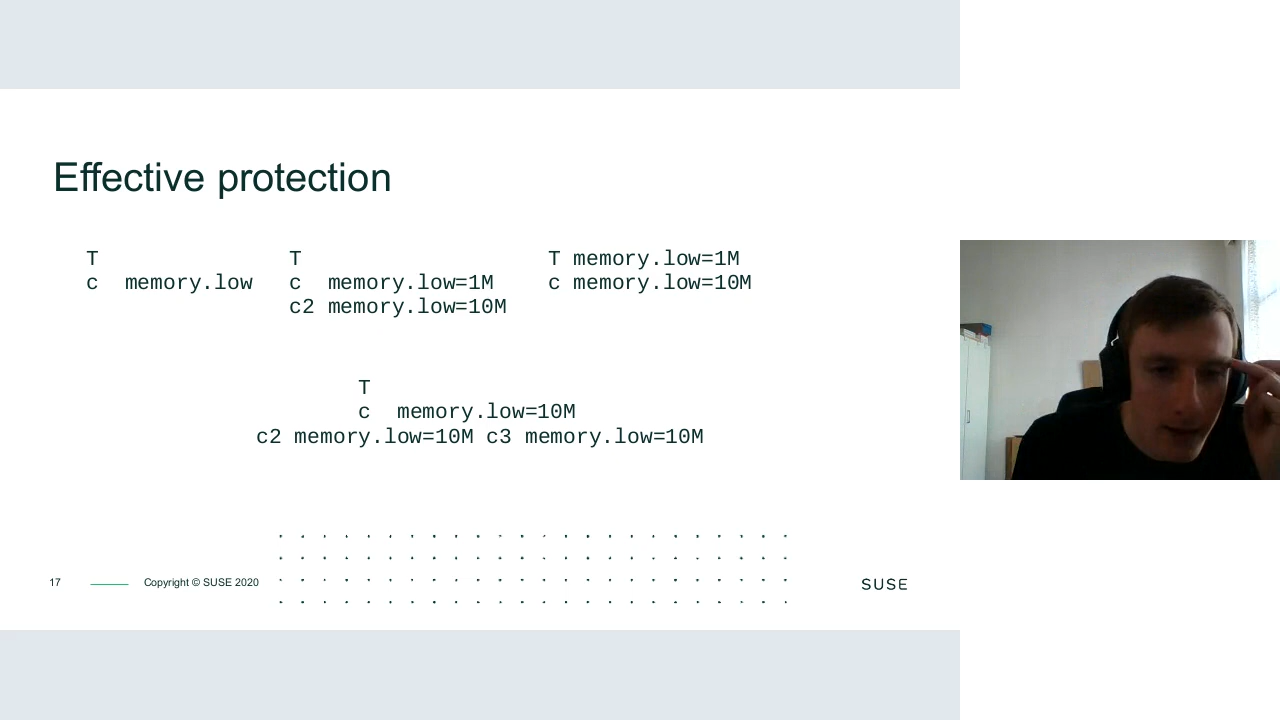 Effective protection
T
c  memory.low
T
c  memory.low=1M
c2 memory.low=10M
T memory.low=1M
c memory.low=10M
T
c  memory.low=10M
c2 memory.low=10M c3 memory.low=10M
17
Copyright © SUSE 2020
SUSE